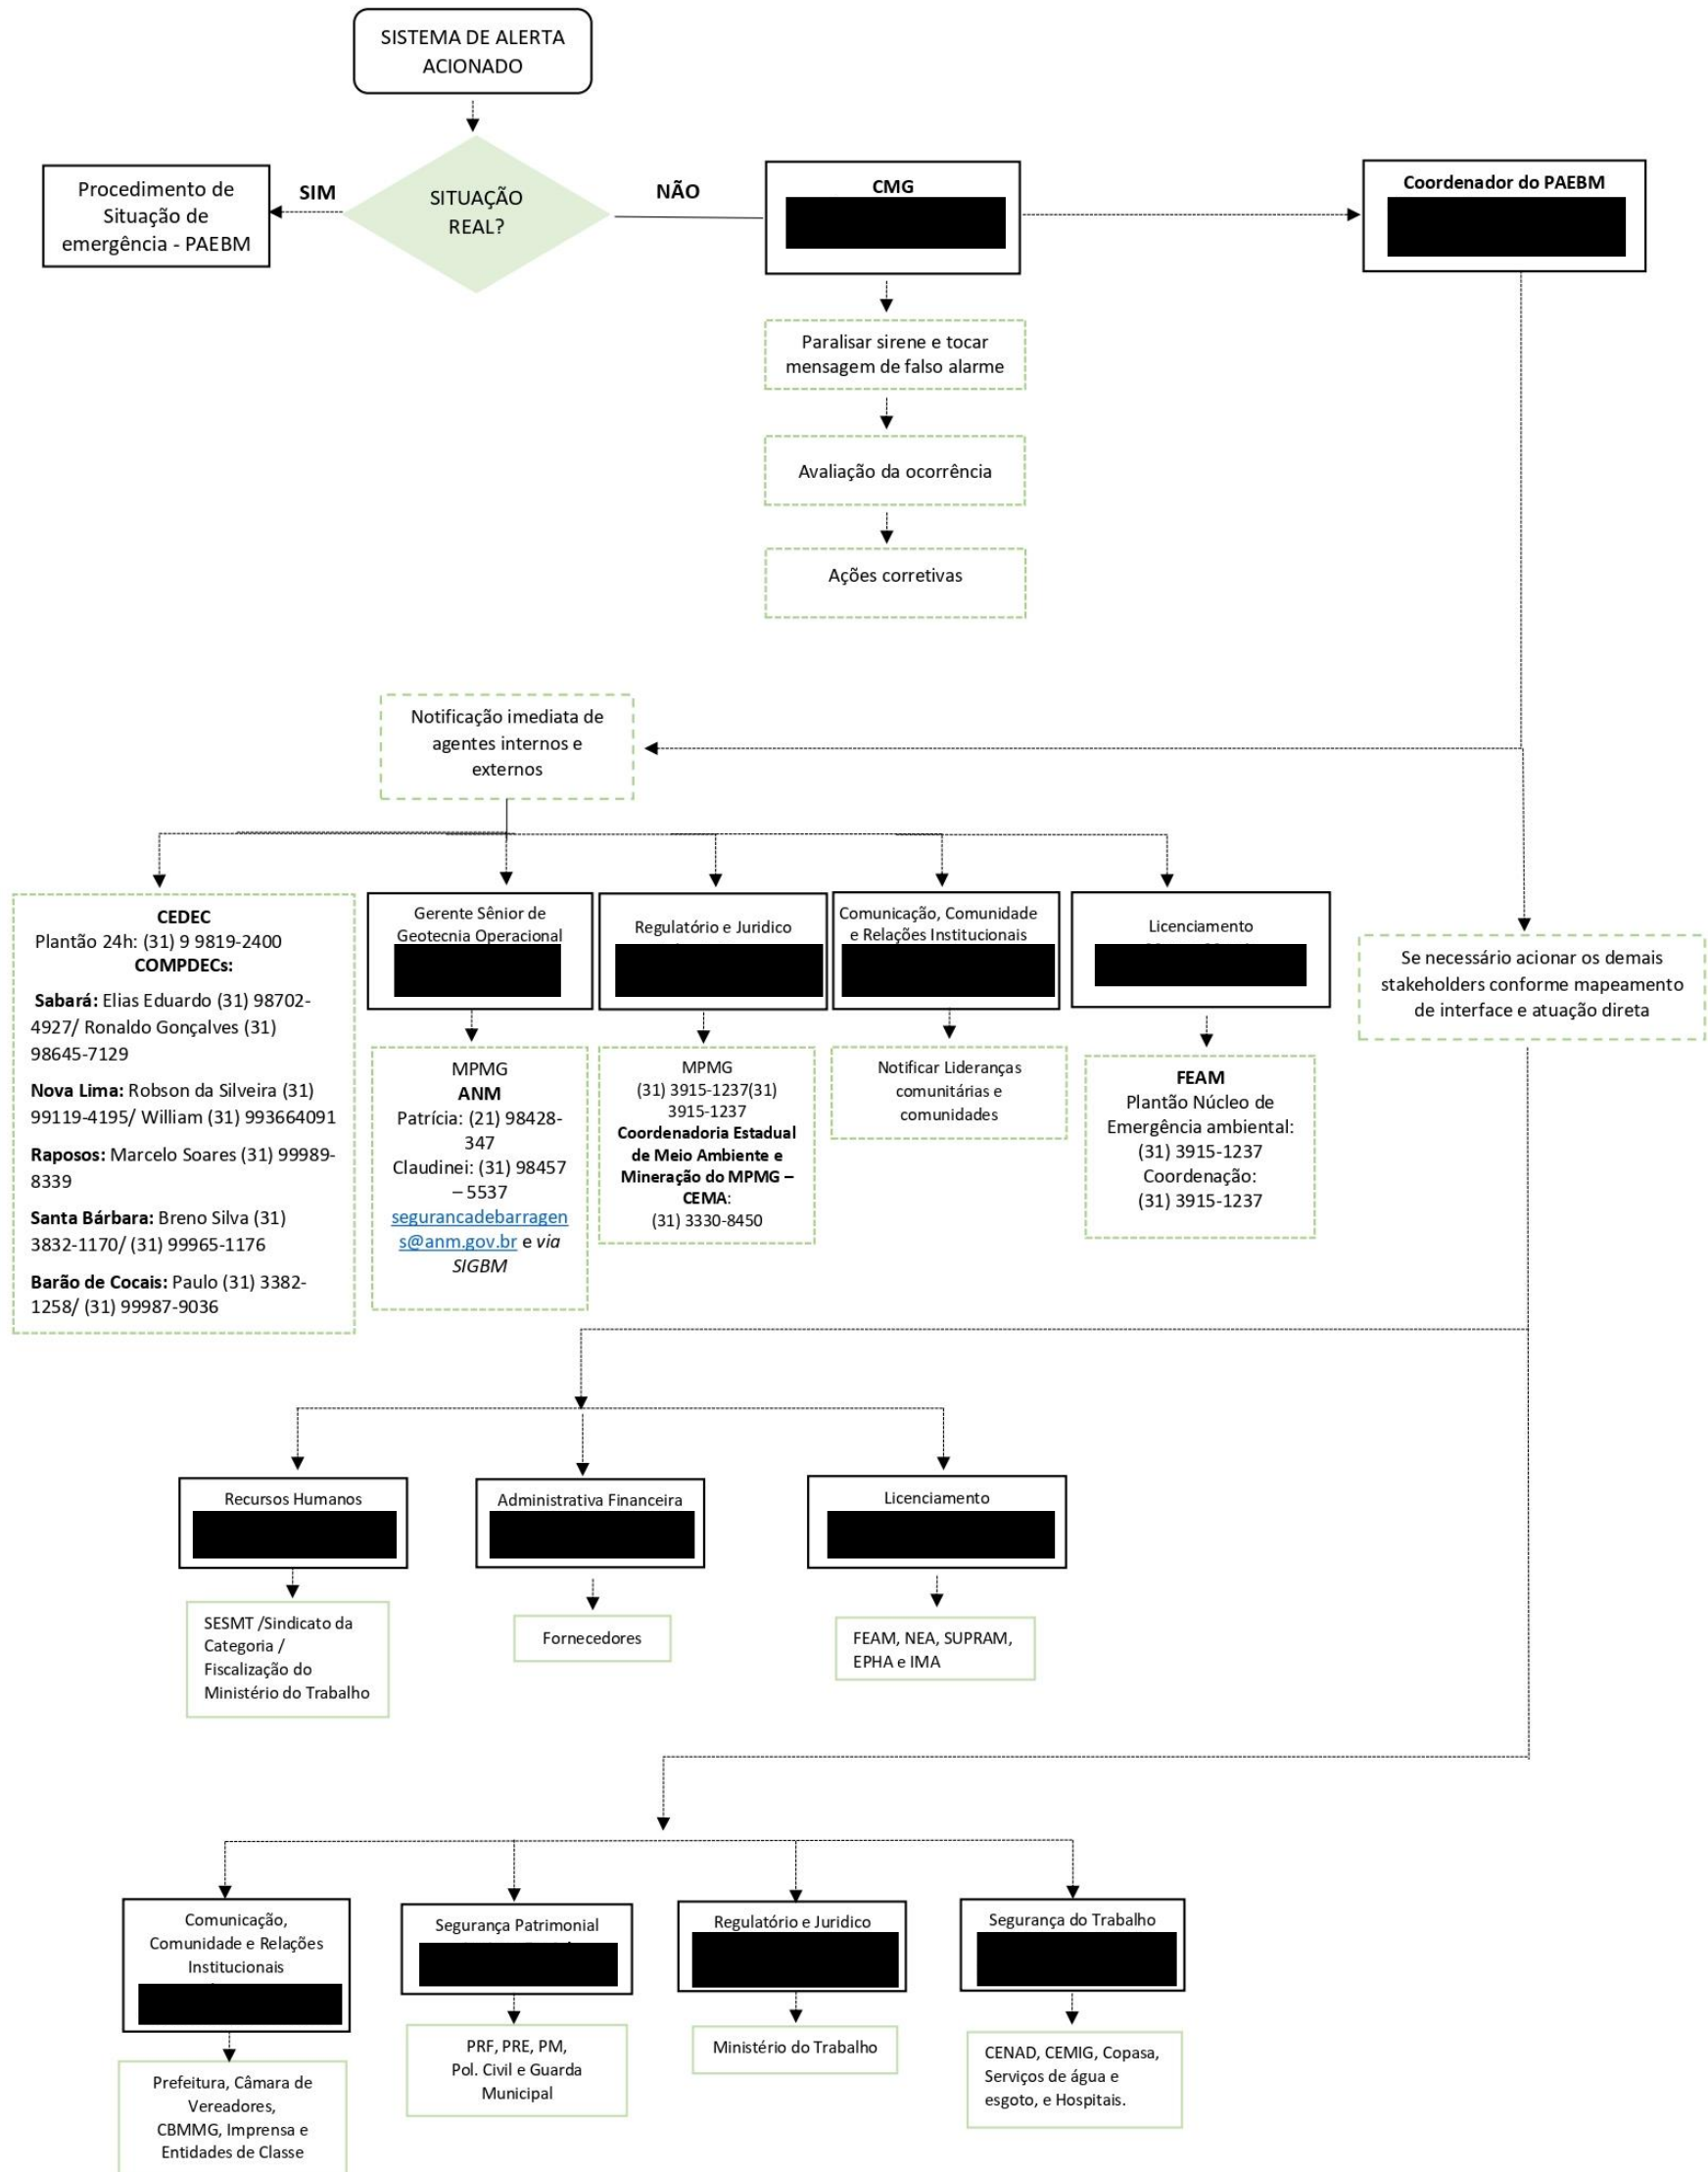 SISTEMA DE ALERTA
ACIONADO
Procedimento de
Situação de
emergência - PAEBM
SIM
SITUAÇÃO
REAL?
NÃO
CMG
Coordenador do PAEBM
Paralisar sirene e tocar
mensagem de falso alarme
Avaliação da ocorrência
Ações corretivas
Notificação imediata de
agentes internos e
externos
CEDEC
Plantão 24h: (31) 9 9819-2400
COMPDECs:
Sabará: Elias Eduardo (31) 98702-
4927/ Ronaldo Gonçalves (31)
98645-7129
Nova Lima: Robson da Silveira (31)
99119-4195/ William (31) 993664091
Raposos: Marcelo Soares (31) 99989-
8339
Santa Bárbara: Breno Silva (31)
3832-1170/ (31) 99965-1176
Barão de Cocais: Paulo (31) 3382-
1258/ (31) 99987-9036
Gerente Sênior de
Geotecnia Operacional
MPMG
ANM
Patrícia: (21) 98428-
347
Claudinei: (31) 98457
– 5537
segurancadebarragen
s@anm.gov.br e via
SIGBM
Regulatório e Juridico
MPMG
(31) 3915-1237(31)
3915-1237
Coordenadoria Estadual
de Meio Ambiente e
Mineração do MPMG –
CEMA:
(31) 3330-8450
Comunicação, Comunidade
e Relações Institucionais
Notificar Lideranças
comunitárias e
comunidades
Licenciamento
FEAM
Plantão Núcleo de
Emergência ambiental:
(31) 3915-1237
Coordenação:
(31) 3915-1237
Se necessário acionar os demais
stakeholders conforme mapeamento
de interface e atuação direta
Recursos Humanos
SESMT /Sindicato da
Categoria /
Fiscalização do
Ministério do Trabalho
Administrativa Financeira
Fornecedores
Licenciamento
FEAM, NEA, SUPRAM,
EPHA e IMA
Comunicação,
Comunidade e Relações
Institucionais
Prefeitura, Câmara de
Vereadores,
CBMMG, Imprensa e
Entidades de Classe
Segurança Patrimonial
PRF, PRE, PM,
Pol. Civil e Guarda
Municipal
Regulatório e Juridico
Ministério do Trabalho
Segurança do Trabalho
CENAD, CEMIG, Copasa,
Serviços de água e
esgoto, e Hospitais.